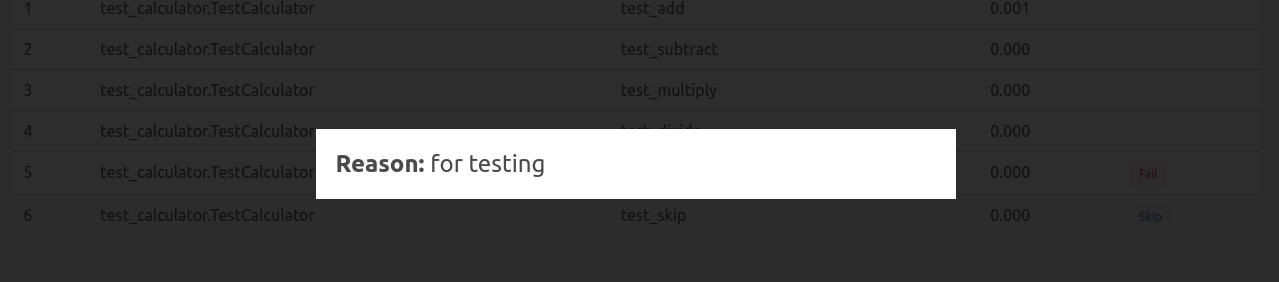 1 test_calculator.TestCalculator test_add 0.001
2 test_calculator.TestCalculator test_subtract 0.000
3 test_calculator.TestCalculator test_multiply 0.000
4 test_calculator.TestCalculator test_divide 0.000
Reason: for testing
5 test_calculator.TestCalculator 0.000 Fail
6 test_calculator.TestCalculator test_skip 0.000 Skip